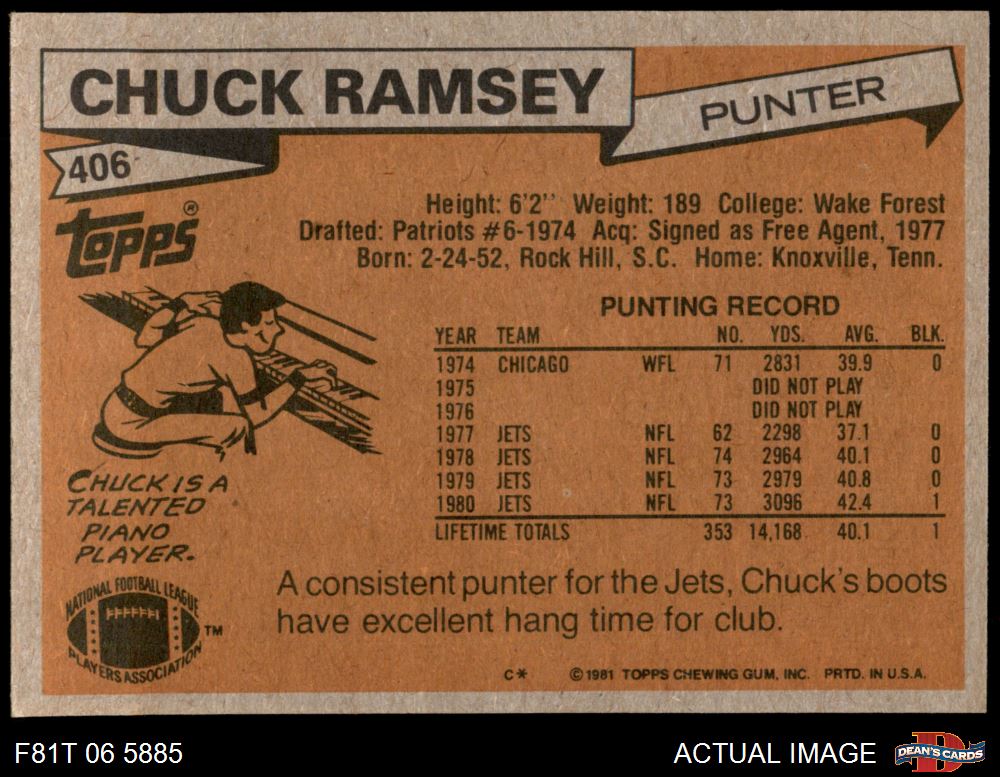 CHUCK RAMSEY
PUNTER
406
TOPPS®
Height: 6'2" Weight: 189 College: Wake Forest
Drafted: Patriots #6-1974 Acq: Signed as Free Agent, 1977
Born: 2-24-52, Rock Hill, S.C. Home: Knoxville, Tenn.
PUNTING RECORD
YEAR TEAM NO. YDS. AVG. BLK.
1974 CHICAGO WFL 71 2831 39.9 0
1975 DID NOT PLAY
1976 DID NOT PLAY
1977 JETS NFL 62 2298 37.1 0
1978 JETS NFL 74 2964 40.1 0
1979 JETS NFL 73 2979 40.8 0
1980 JETS NFL 73 3096 42.4 1
LIFETIME TOTALS 353 14,168 40.1 1
CHUCK IS A
TALENTED
PIANO
PLAYER.
NATIONAL FOOTBALL LEAGUE
PLAYERS ASSOCIATION
TM
A consistent punter for the Jets, Chuck's boots
have excellent hang time for club.
C* ©1981 TOPPS CHEWING GUM, INC. PRTD. IN U.S.A.
F81T 06 5885
ACTUAL IMAGE
D
DEAN'S CARDS